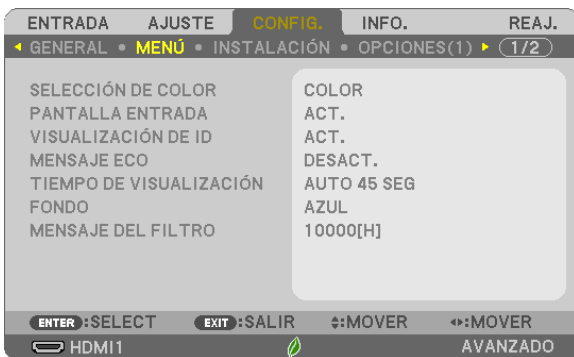 ENTRADA AJUSTE CONFIG. INFO. REAJ.
GENERAL • MENÚ • INSTALACIÓN • OPCIONES(1) 1/2
SELECCIÓN DE COLOR COLOR
PANTALLA ENTRADA ACT.
VISUALIZACIÓN DE ID ACT.
MENSAJE ECO DESACT.
TIEMPO DE VISUALIZACIÓN AUTO 45 SEG
FONDO AZUL
MENSAJE DEL FILTRO 10000[H]
ENTER :SELECT EXIT :SALIR :MOVER :MOVER
HDMI1 AVANZADO